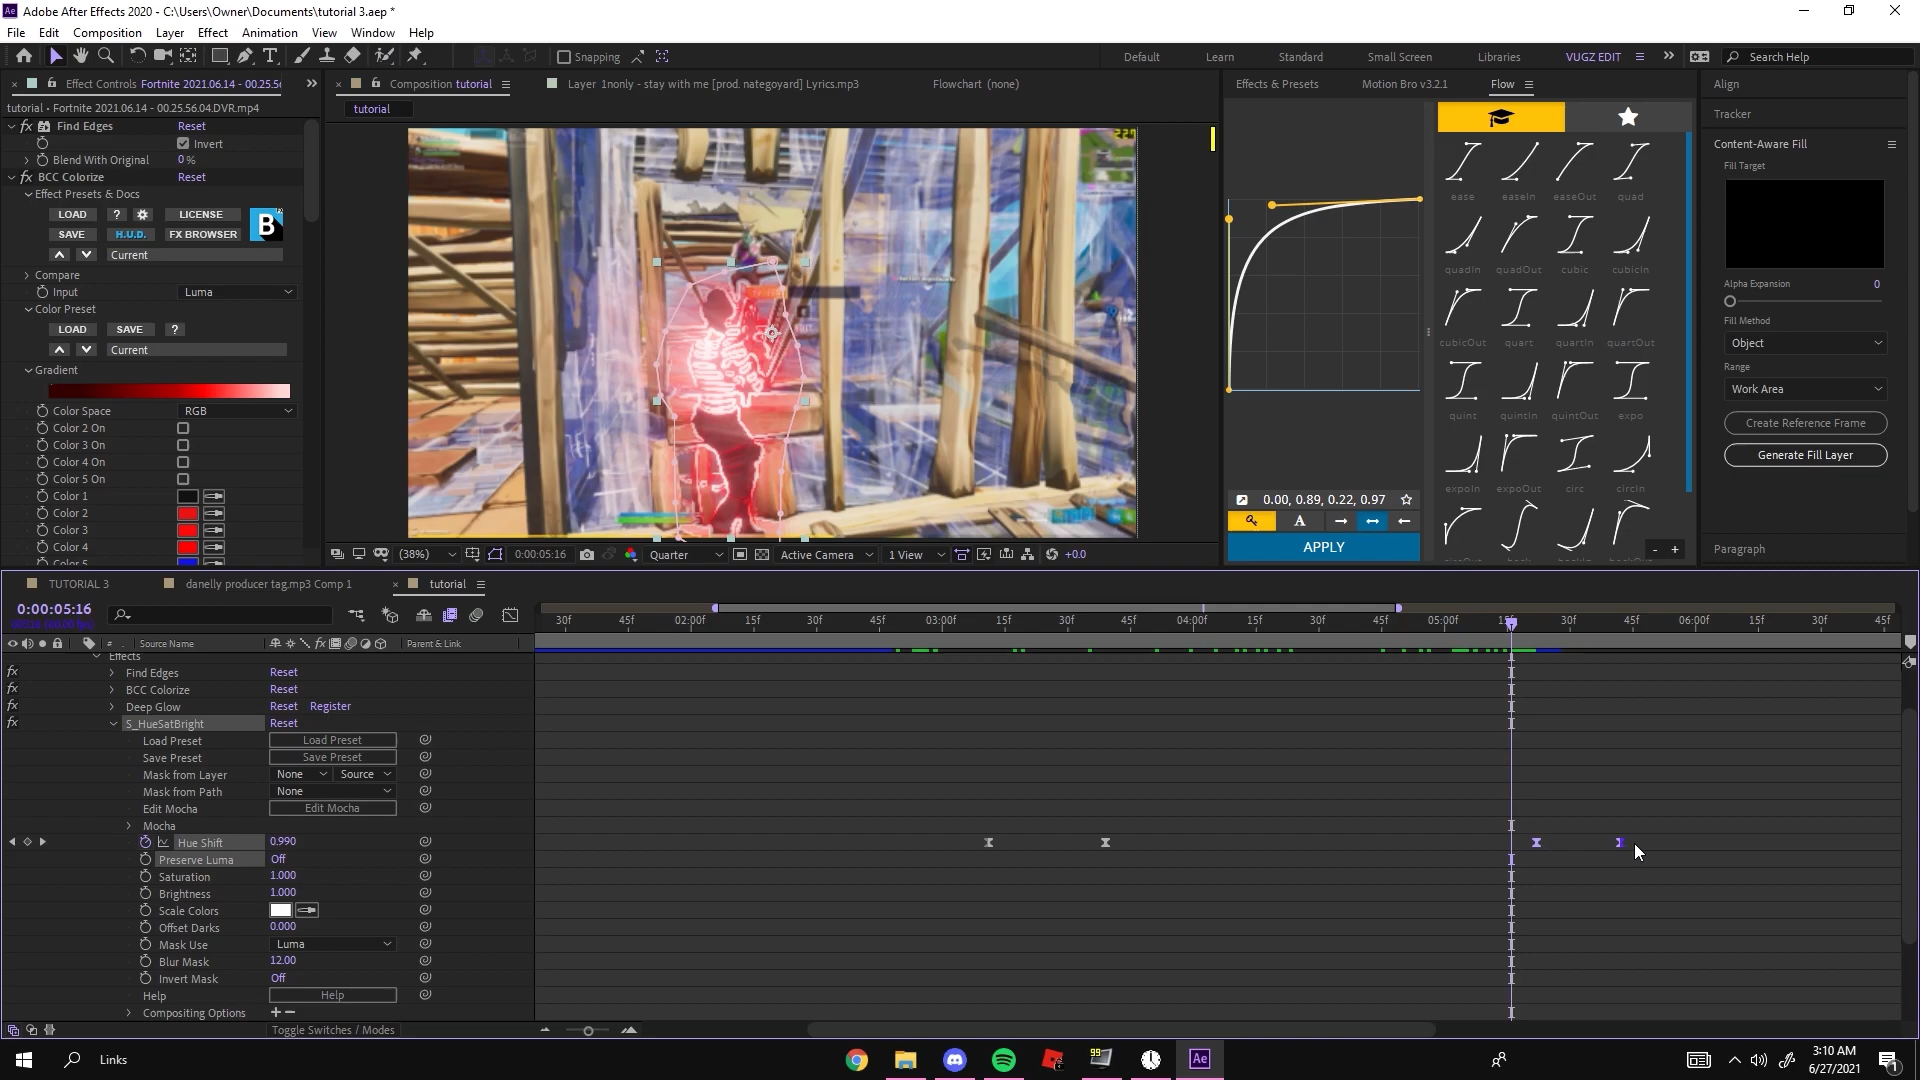 Adobe After Effects 2020 - C:\Users\Owner\Documents\tutorial 3.aep *
File Edit Composition Layer Effect Animation View Window Help
Snapping
Default Learn Standard Small Screen Libraries VUGZ EDIT Search Help
Effect Controls Fortnite 2021.06.14 - 00.25.5
Composition tutorial
Layer 1nonly - stay with me [prod. nategoyard] Lyrics.mp3
Flowchart (none)
Effects & Presets Motion Bro v3.2.1 Flow
Align
tutorial • Fortnite 2021.06.14 - 00.25.56.04.DVR.mp4
tutorial
Tracker
Find Edges Reset
Invert
Blend With Original 0 %
BCC Colorize Reset
Effect Presets & Docs
LOAD ? LICENSE
SAVE H.U.D. FX BROWSER
B
Current
Compare
Input Luma
Color Preset
LOAD SAVE ?
Current
Gradient
Color Space RGB
Color 2 On
Color 3 On
Color 4 On
Color 5 On
Color 1
Color 2
Color 3
Color 4
Color 5
ease easeIn easeOut quad
quadIn quadOut cubic cubicIn
cubicOut quart quartIn quartOut
quint quintIn quintOut expo
expoIn expoOut circ circIn
0.00, 0.89, 0.22, 0.97
A
APPLY
- +
Content-Aware Fill
Fill Target
Alpha Expansion 0
Fill Method
Object
Range
Work Area
Create Reference Frame
Generate Fill Layer
Paragraph
(38%) 0:00:05:16 Quarter Active Camera 1 View +0.0
TUTORIAL 3 danelly producer tag.mp3 Comp 1 tutorial
0:00:05:16
30f 45f 02:00f 15f 30f 45f 03:00f 15f 30f 45f 04:00f 15f 30f 45f 05:00f 15f 30f 45f 06:00f 15f 30f 45f
# Source Name Parent & Link
Effects
fx Find Edges Reset
fx BCC Colorize Reset
fx Deep Glow Reset Register
fx S_HueSatBright Reset
Load Preset Load Preset
Save Preset Save Preset
Mask from Layer None Source
Mask from Path None
Edit Mocha Edit Mocha
Mocha
Hue Shift 0.990
Preserve Luma Off
Saturation 1.000
Brightness 1.000
Scale Colors
Offset Darks 0.000
Mask Use Luma
Blur Mask 12.00
Invert Mask Off
Help Help
Compositing Options + −
Toggle Switches / Modes
Links
99
Ae
3:10 AM
6/27/2021
1